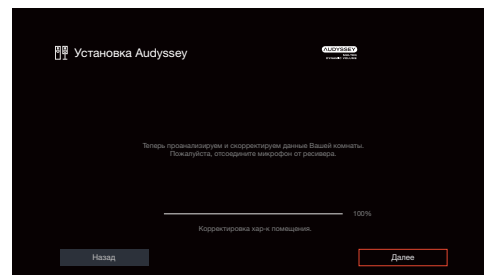 Установка Audyssey
AUDYSSEY
Теперь проанализируем и скорректируем данные Вашей комнаты.
Пожалуйста, отсоедините микрофон от ресивера.
100%
Корректировка хар-к помещения.
Назад
Далее